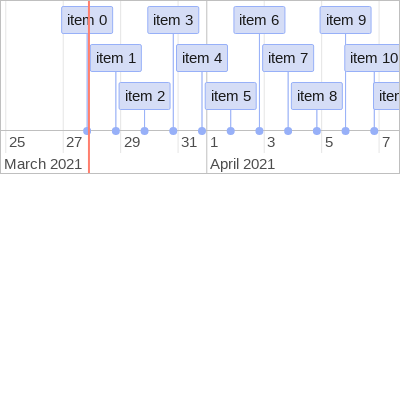 item 0 item 3 item 6 item 9
item 1 item 4 item 7 item 10
item 2 item 5 item 8
25 27 29 31 1 3 5 7
March 2021 April 2021